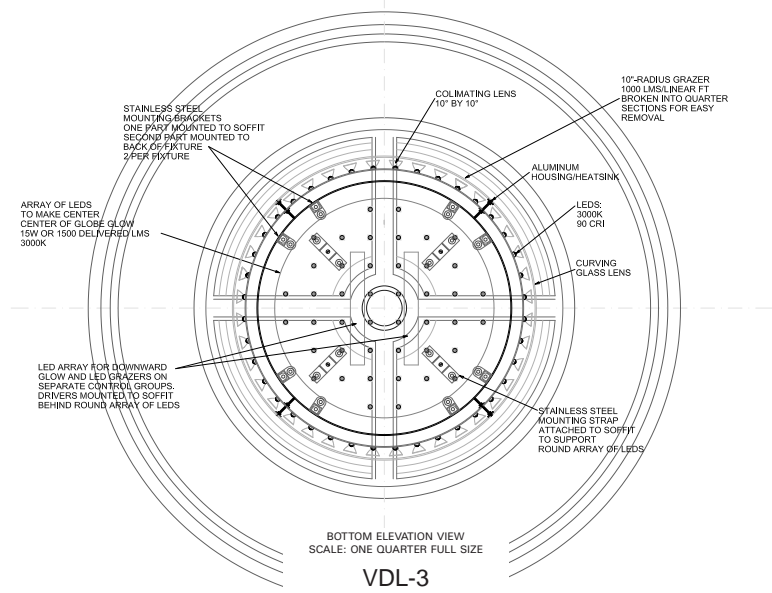 STAINLESS STEEL
MOUNTING BRACKETS
ONE PART MOUNTED TO SOFFIT
SECOND PART MOUNTED TO
BACK OF FIXTURE
2 PER FIXTURE
COLIMATING LENS
10" BY 10"
10"-RADIUS GRAZER
1000 LMS/LINEAR FT
BROKEN INTO QUARTER
SECTIONS FOR EASY
REMOVAL
ALUMINUM
HOUSING/HEATSINK
ARRAY OF LEDS
TO MAKE CENTER
CENTER OF GLOBE GLOW
15W OR 1500 DELIVERED LMS
3000K
LEDS:
3000K
90 CRI
CURVING
GLASS LENS
LED ARRAY FOR DOWNWARD
GLOW AND LED GRAZERS ON
SEPARATE CONTROL GROUPS.
DRIVERS MOUNTED TO SOFFIT
BEHIND ROUND ARRAY OF LEDS
STAINLESS STEEL
MOUNTING STRAP
ATTACHED TO SOFFIT
TO SUPPORT
ROUND ARRAY OF LEDS
BOTTOM ELEVATION VIEW
SCALE: ONE QUARTER FULL SIZE
VDL-3